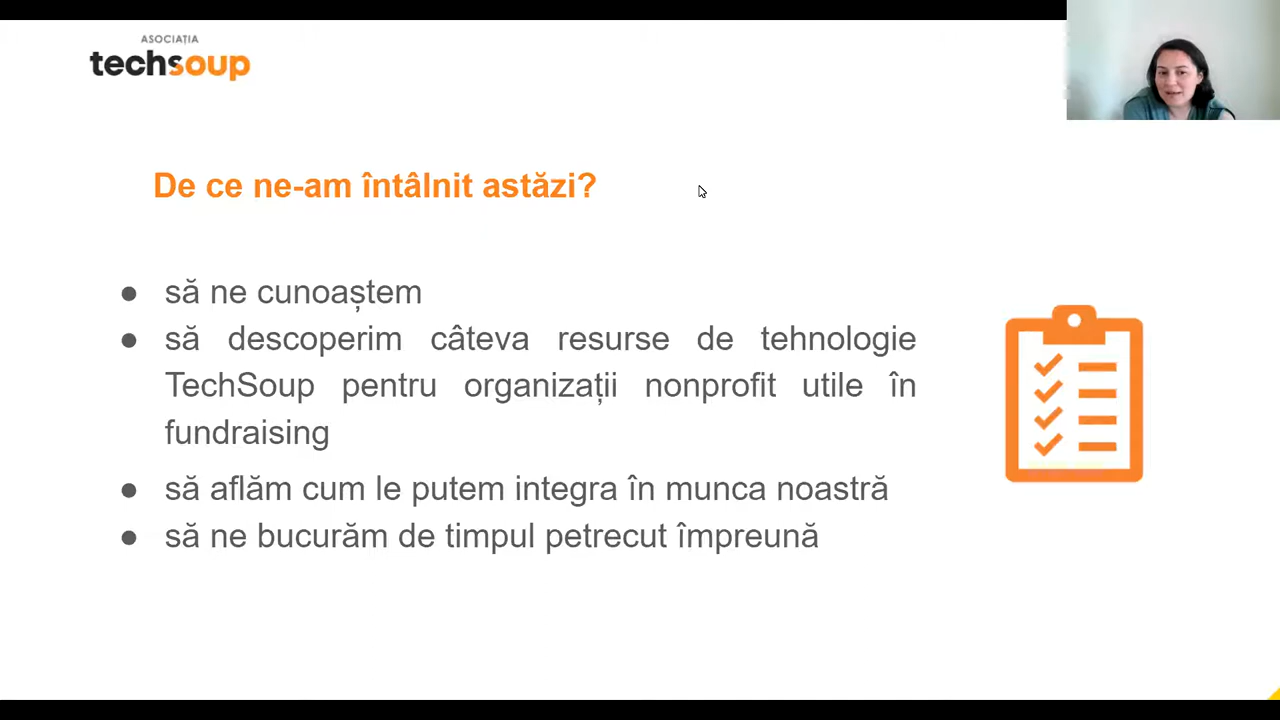 ASOCIAȚIA
techsoup
De ce ne-am întâlnit astăzi?
● să ne cunoaștem
● să descoperim câteva resurse de tehnologie
TechSoup pentru organizații nonprofit utile în
fundraising
● să aflăm cum le putem integra în munca noastră
● să ne bucurăm de timpul petrecut împreună